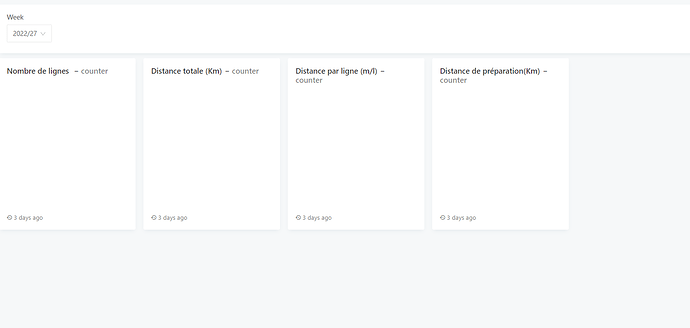 Week
2022/27
Nombre de lignes – counter
Distance totale (Km) – counter
Distance par ligne (m/l) –
counter
Distance de préparation(Km) –
counter
3 days ago
3 days ago
3 days ago
3 days ago